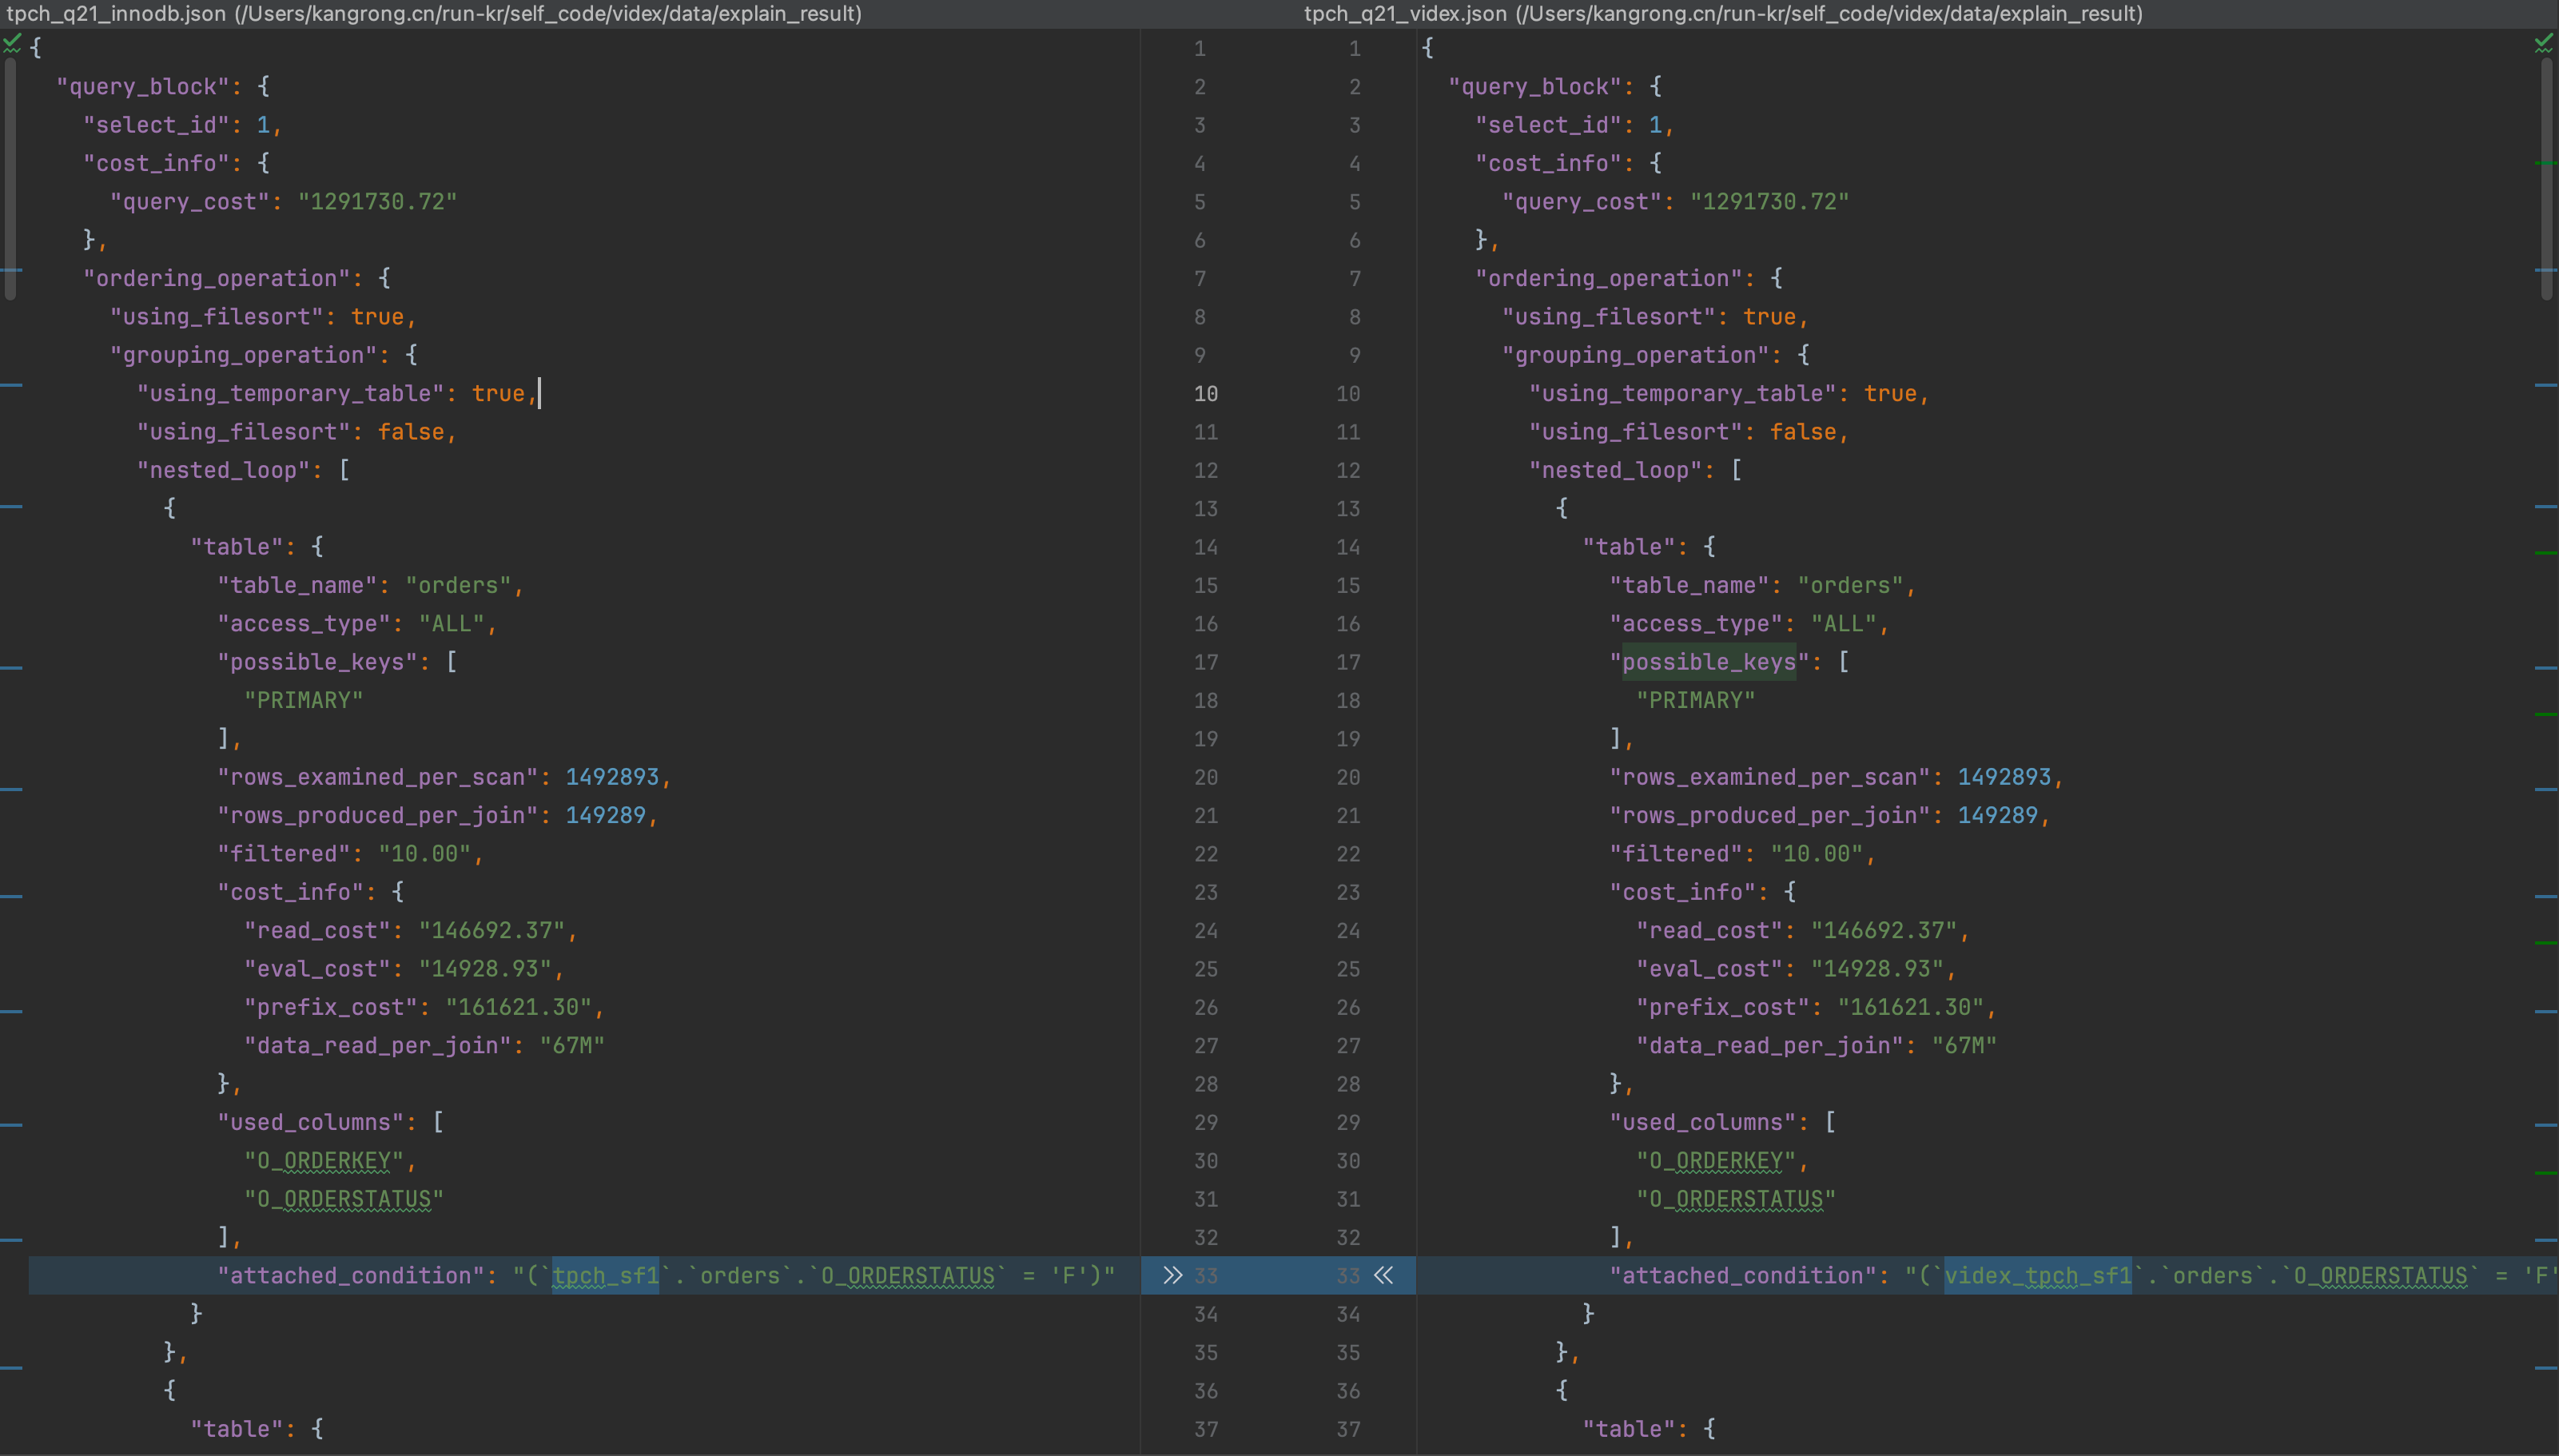 tpch_q21_innodb.json (/Users/kangrong.cn/run-kr/self_code/videx/data/explain_result)
{
"query_block": {
"select_id": 1,
"cost_info": {
"query_cost": "1291730.72"
},
"ordering_operation": {
"using_filesort": true,
"grouping_operation": {
"using_temporary_table": true,
"using_filesort": false,
"nested_loop": [
{
"table": {
"table_name": "orders",
"access_type": "ALL",
"possible_keys": [
"PRIMARY"
],
"rows_examined_per_scan": 1492893,
"rows_produced_per_join": 149289,
"filtered": "10.00",
"cost_info": {
"read_cost": "146692.37",
"eval_cost": "14928.93",
"prefix_cost": "161621.30",
"data_read_per_join": "67M"
},
"used_columns": [
"O_ORDERKEY",
"O_ORDERSTATUS"
],
"attached_condition": "(`tpch_sf1`.`orders`.`O_ORDERSTATUS` = 'F')"
}
},
{
"table": {
1 1
2 2
3 3
4 4
5 5
6 6
7 7
8 8
9 9
10 10
11 11
12 12
13 13
14 14
15 15
16 16
17 17
18 18
19 19
20 20
21 21
22 22
23 23
24 24
25 25
26 26
27 27
28 28
29 29
30 30
31 31
32 32
33 33
34 34
35 35
36 36
37 37
tpch_q21_videx.json (/Users/kangrong.cn/run-kr/self_code/videx/data/explain_result)
{
"query_block": {
"select_id": 1,
"cost_info": {
"query_cost": "1291730.72"
},
"ordering_operation": {
"using_filesort": true,
"grouping_operation": {
"using_temporary_table": true,
"using_filesort": false,
"nested_loop": [
{
"table": {
"table_name": "orders",
"access_type": "ALL",
"possible_keys": [
"PRIMARY"
],
"rows_examined_per_scan": 1492893,
"rows_produced_per_join": 149289,
"filtered": "10.00",
"cost_info": {
"read_cost": "146692.37",
"eval_cost": "14928.93",
"prefix_cost": "161621.30",
"data_read_per_join": "67M"
},
"used_columns": [
"O_ORDERKEY",
"O_ORDERSTATUS"
],
"attached_condition": "(`videx_tpch_sf1`.`orders`.`O_ORDERSTATUS` = 'F'
}
},
{
"table": {